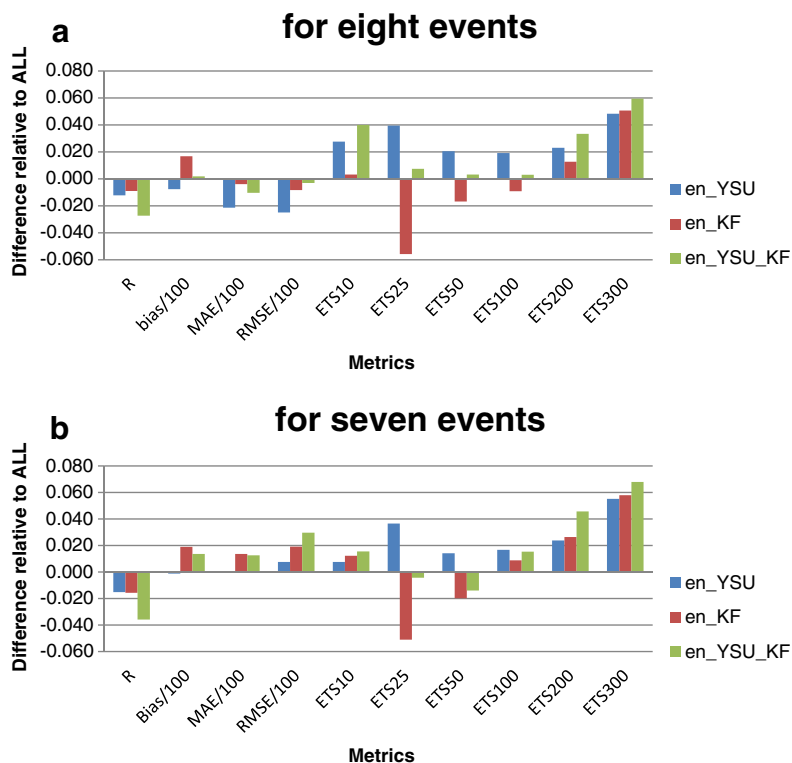 a
for eight events
Difference relative to ALL
0.080
0.060
0.040
0.020
0.000
-0.020
-0.040
-0.060
R
bias/100
MAE/100
RMSE/100
ETS10
ETS25
ETS50
ETS100
ETS200
ETS300
Metrics
en_YSU
en_KF
en_YSU_KF
b
for seven events
Difference relative to ALL
0.080
0.060
0.040
0.020
0.000
-0.020
-0.040
-0.060
R
Bias/100
MAE/100
RMSE/100
ETS10
ETS25
ETS50
ETS100
ETS200
ETS300
Metrics
en_YSU
en_KF
en_YSU_KF